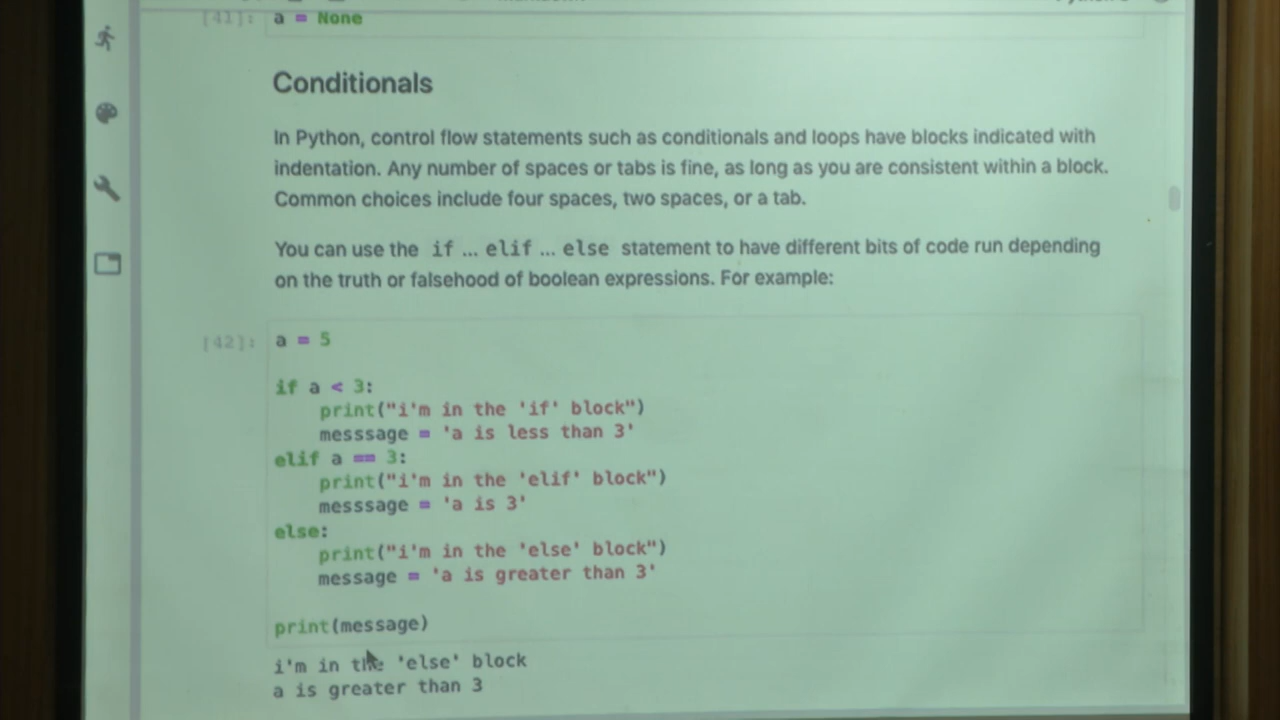 [41]: a = None
Conditionals
In Python, control flow statements such as conditionals and loops have blocks indicated with
indentation. Any number of spaces or tabs is fine, as long as you are consistent within a block.
Common choices include four spaces, two spaces, or a tab.
You can use the if ... elif ... else statement to have different bits of code run depending
on the truth or falsehood of boolean expressions. For example:
[42]: a = 5
if a < 3:
    print("i'm in the 'if' block")
    messsage = 'a is less than 3'
elif a == 3:
    print("i'm in the 'elif' block")
    messsage = 'a is 3'
else:
    print("i'm in the 'else' block")
    message = 'a is greater than 3'
print(message)
i'm in the 'else' block
a is greater than 3